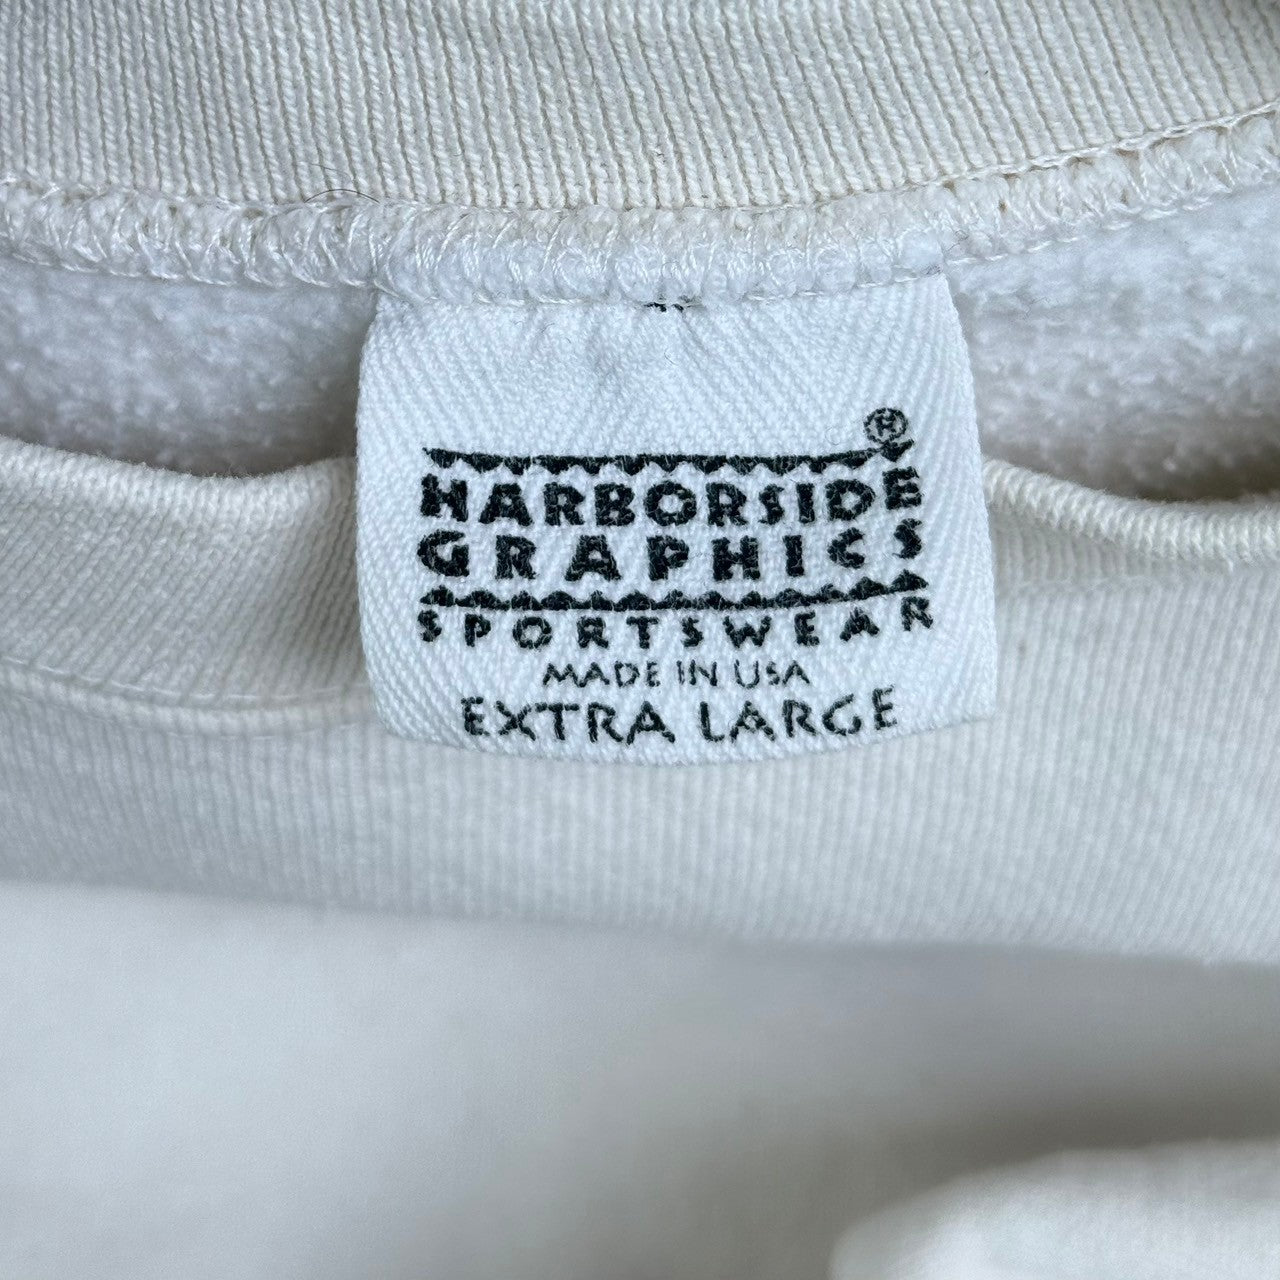 HARBORSIDE
GRAPHICS
SPORTSWEAR
MADE IN USA
EXTRA LARGE